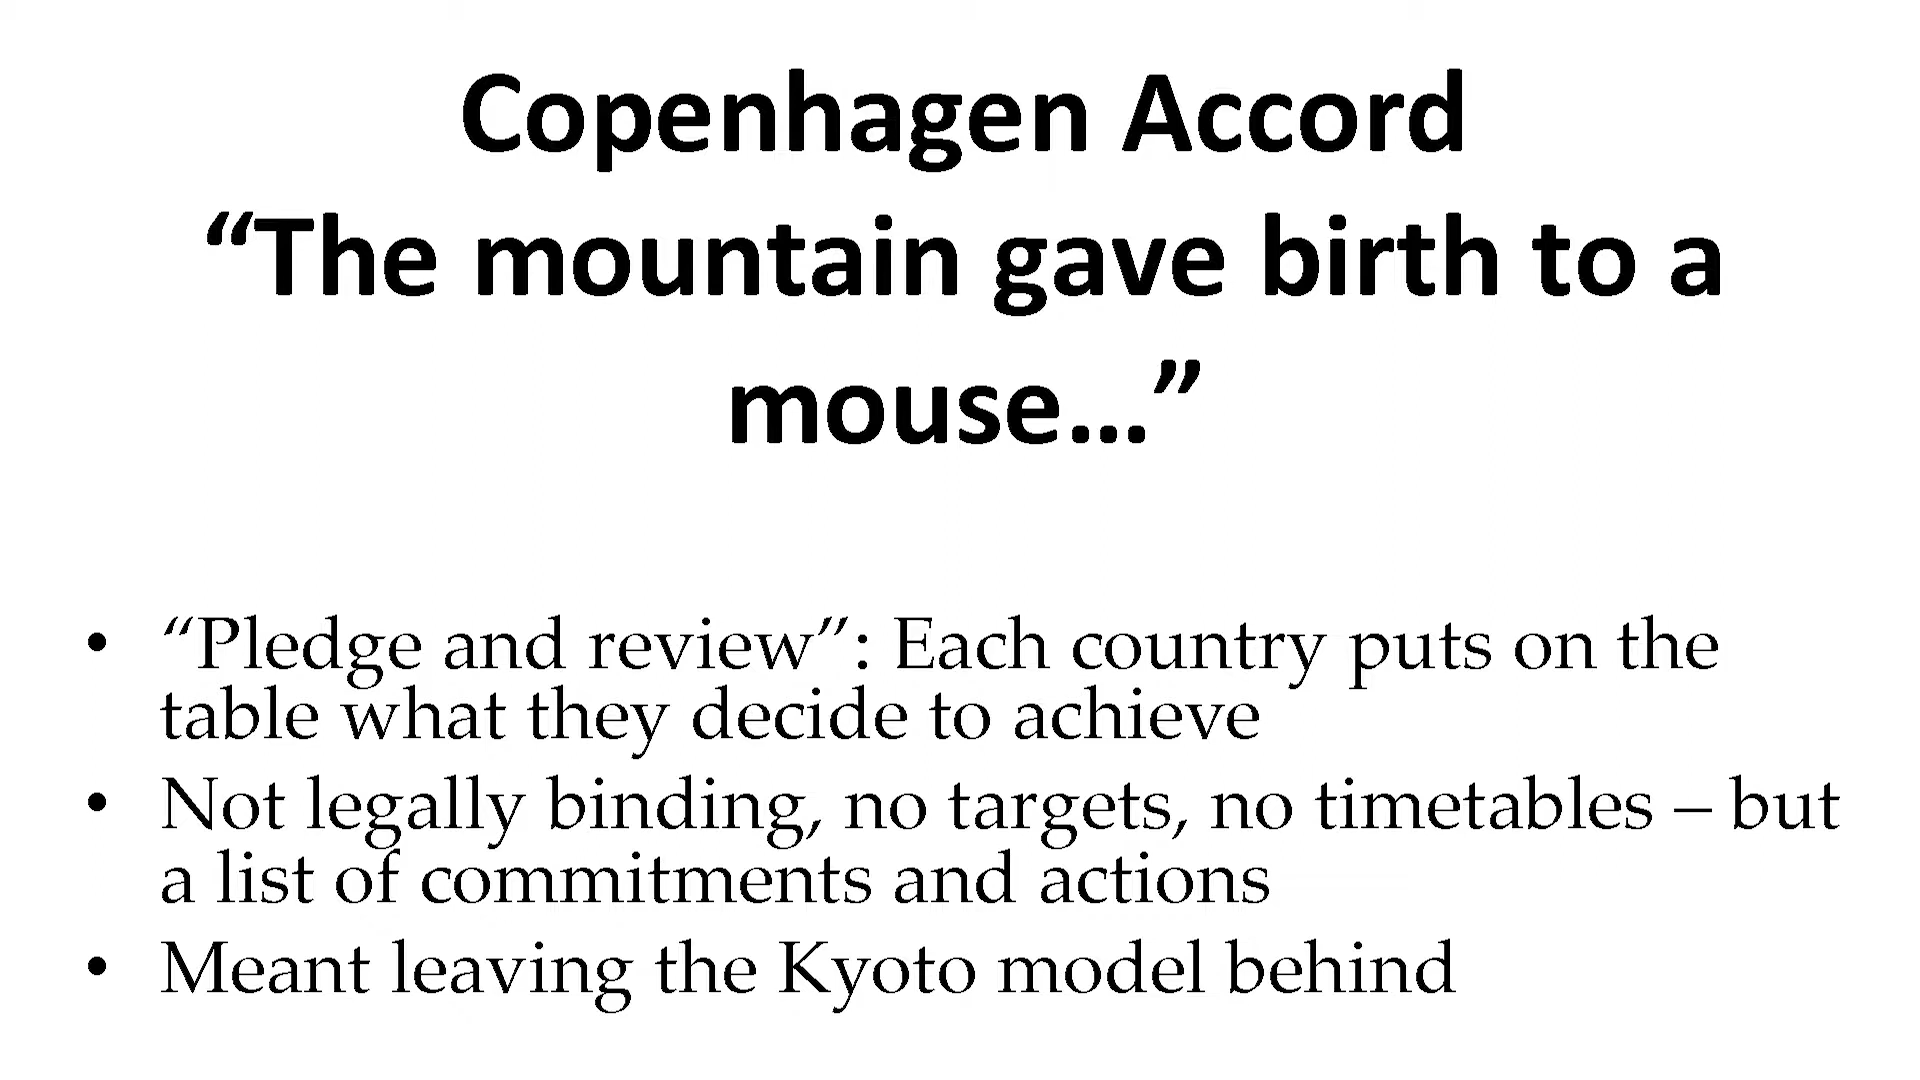 Copenhagen Accord
“The mountain gave birth to a
mouse…”
• “Pledge and review”: Each country puts on the
table what they decide to achieve
• Not legally binding, no targets, no timetables – but
a list of commitments and actions
• Meant leaving the Kyoto model behind